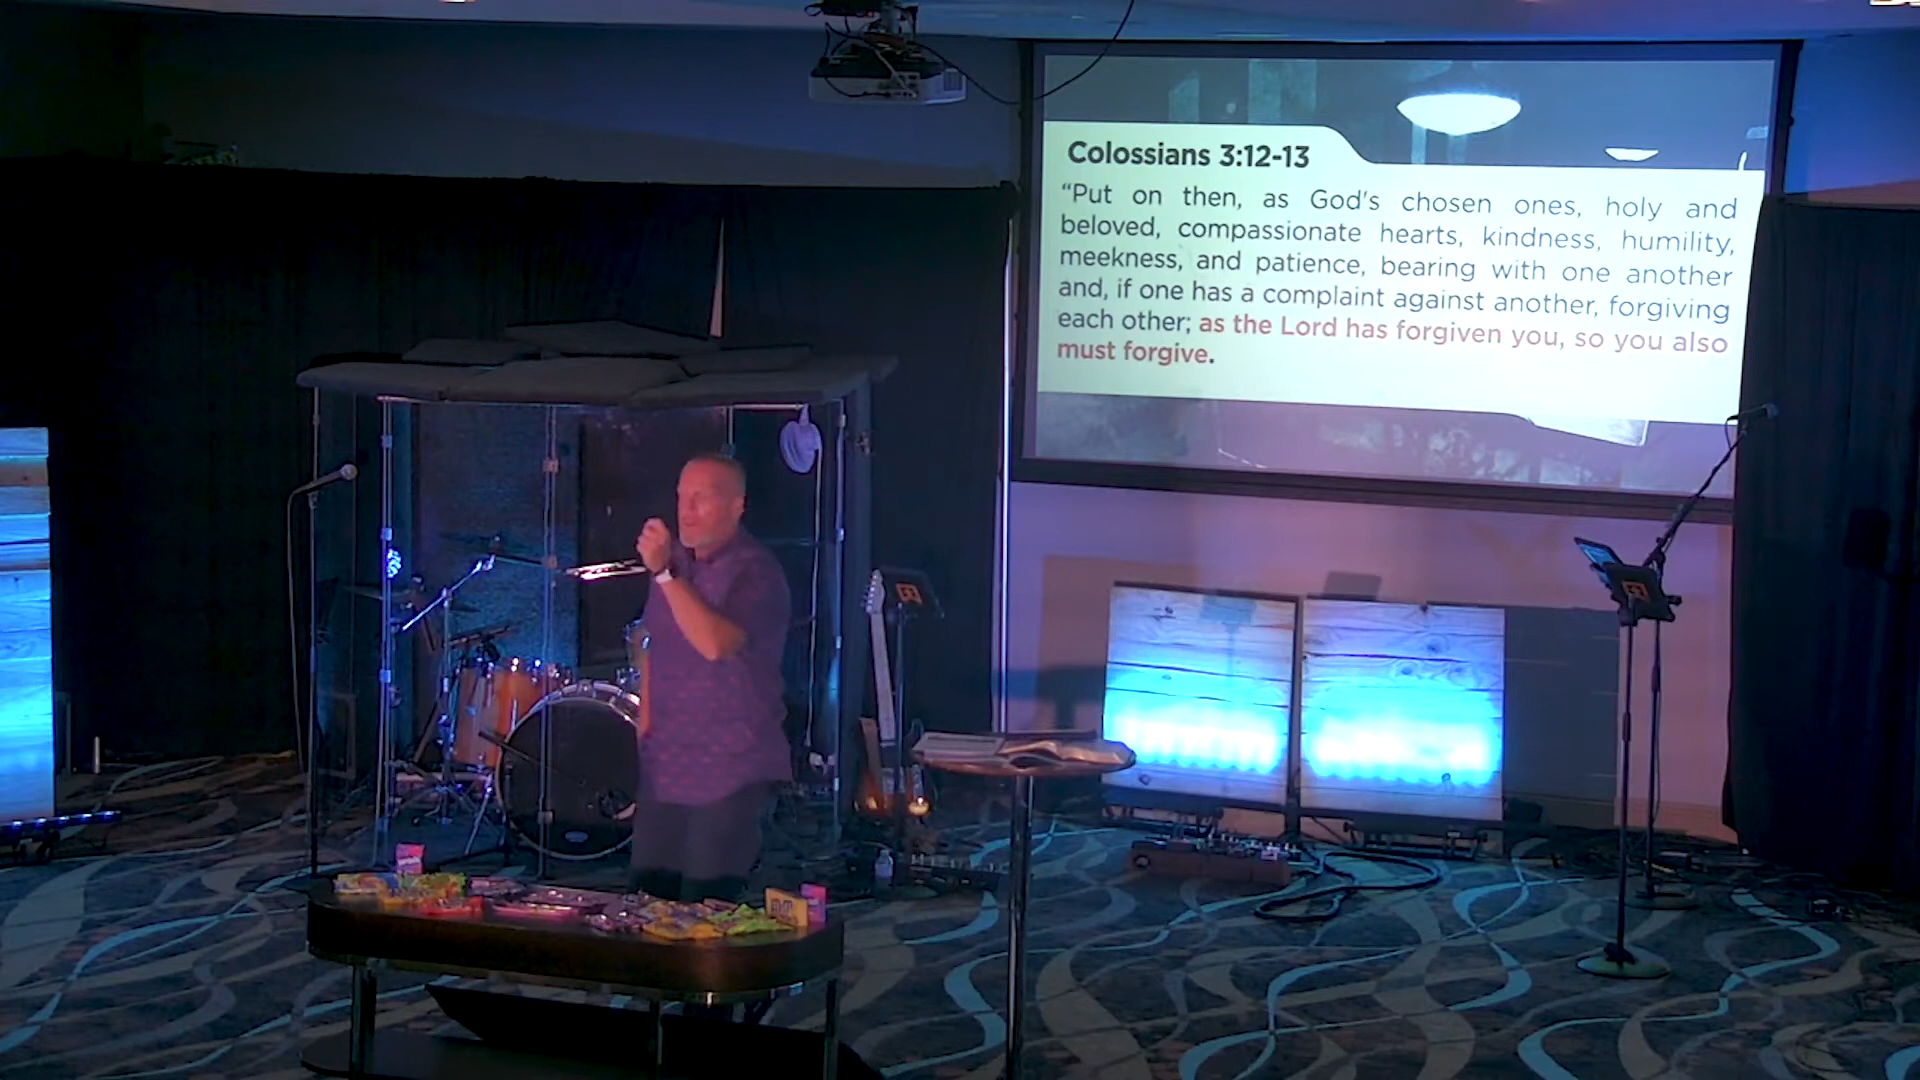 Colossians 3:12-13
“Put on then, as God's chosen ones, holy and
beloved, compassionate hearts, kindness, humility,
meekness, and patience, bearing with one another
and, if one has a complaint against another, forgiving
each other; as the Lord has forgiven you, so you also
must forgive.
m&m